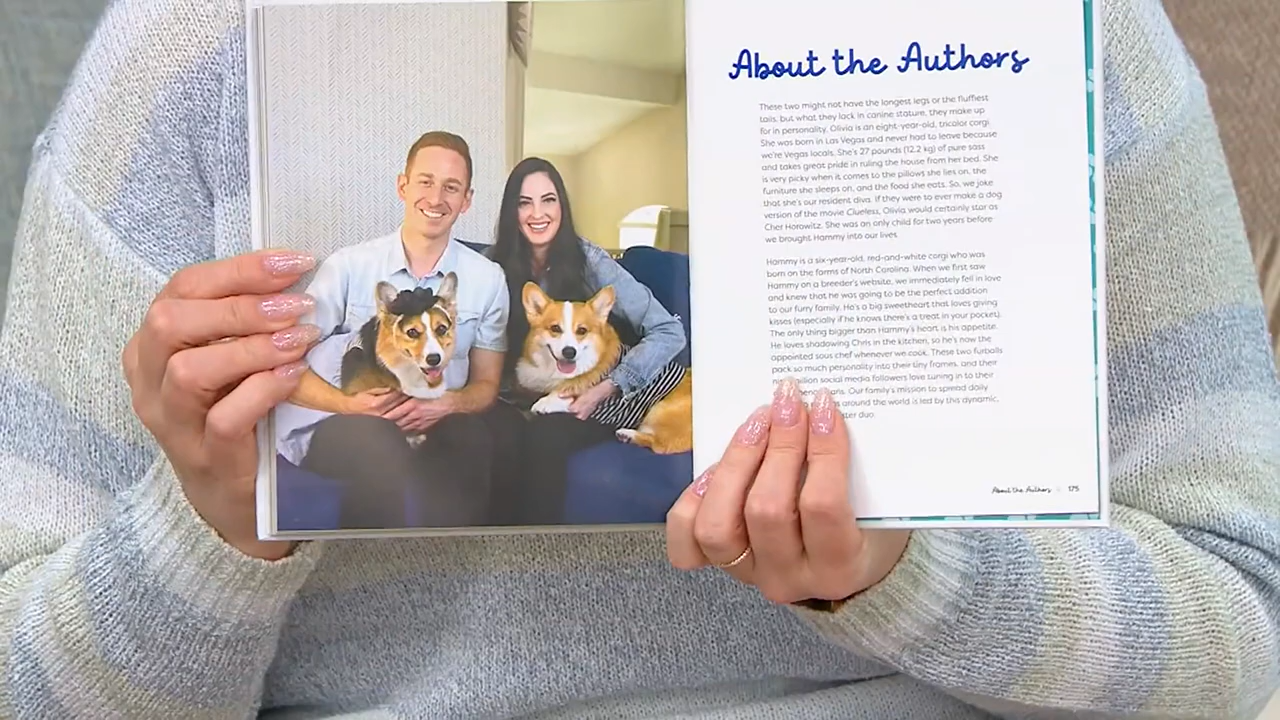 About the Authors
These two might not have the longest legs or the fluffiest
tails, but what they lack in canine stature, they make up
for in personality. Olivia is an eight-year-old, tricolor corgi.
She was born in Las Vegas and never had to leave because
we're Vegas locals. She's 27 pounds (12.2 kg) of pure sass
and takes great pride in ruling the house from her bed. She
is very picky when it comes to the pillows she lies on, the
furniture she sleeps on, and the food she eats. So, we joke
that she's our resident diva. If they were to ever make a dog
version of the movie Clueless, Olivia would certainly star as
Cher Horowitz. She was an only child for two years before
we brought Hammy into our lives.
Hammy is a six-year-old, red-and-white corgi who was
born on the farms of North Carolina. When we first saw
Hammy on a breeder's website, we immediately fell in love
and knew that he was going to be the perfect addition
to our furry family. He's a big sweetheart that loves giving
kisses (especially if he knows there's a treat in your pocket).
The only thing bigger than Hammy's heart is his appetite.
He loves shadowing Chris in the kitchen, so he's now the
appointed sous chef whenever we cook. These two furballs
pack so much personality into their tiny frames, and their
social media followers love tuning in to their
Our family's mission to spread daily
around the world is led by this dynamic,
duo.
About the Authors 175